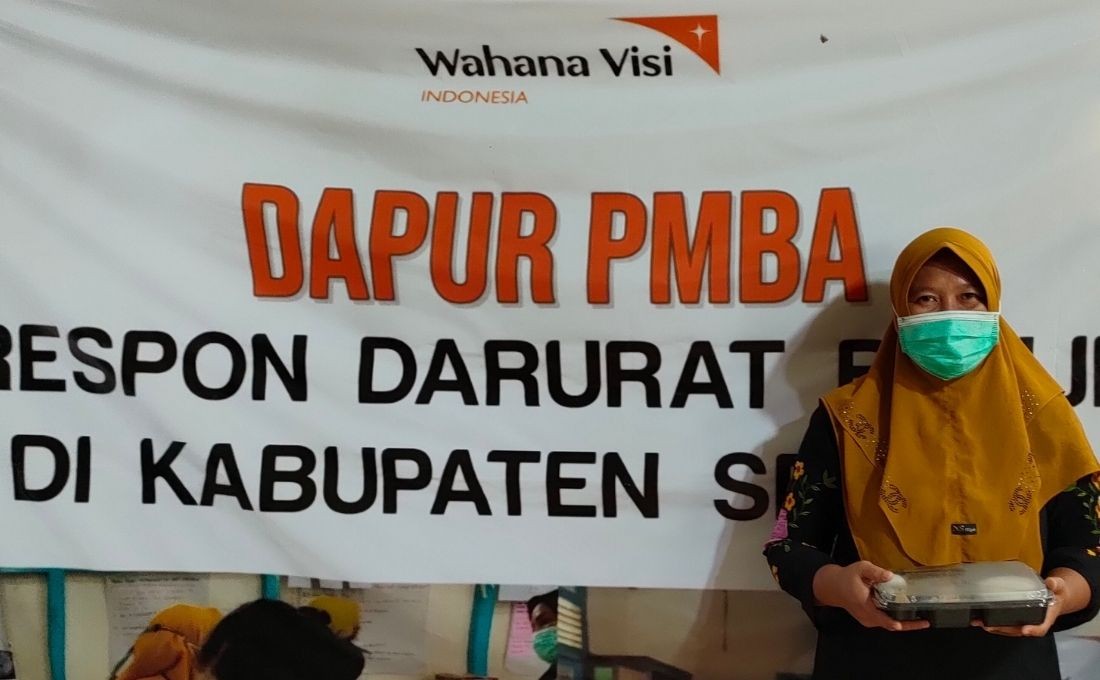 Wahana Visi
INDONESIA
DAPUR PMBA
RESPON DARURAT
DI KABUPATEN